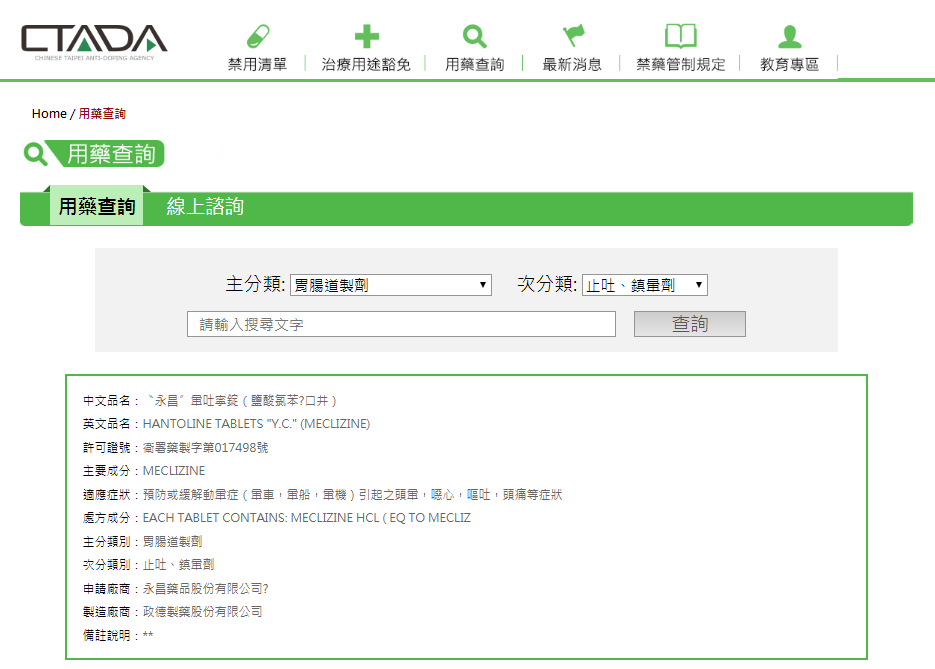 CTADA
CHINESE TAIPEI ANTI-DOPING AGENCY
禁用清單 治療用途豁免 用藥查詢 最新消息 禁藥管制規定 教育專區
Home / 用藥查詢
用藥查詢
用藥查詢 線上諮詢
主分類: 胃腸道製劑 次分類: 止吐、鎮暈劑
請輸入搜尋文字 查詢
中文品名：〝永昌〞暈吐寧錠（鹽酸氯苯?口井）
英文品名：HANTOLINE TABLETS "Y.C." (MECLIZINE)
許可證號：衛署藥製字第017498號
主要成分：MECLIZINE
適應症狀：預防或緩解動暈症（暈車，暈船，暈機）引起之頭暈，噁心，嘔吐，頭痛等症狀
處方成分：EACH TABLET CONTAINS: MECLIZINE HCL ( EQ TO MECLIZ
主分類別：胃腸道製劑
次分類別：止吐、鎮暈劑
申請廠商：永昌藥品股份有限公司?
製造廠商：政德製藥股份有限公司
備註說明：**